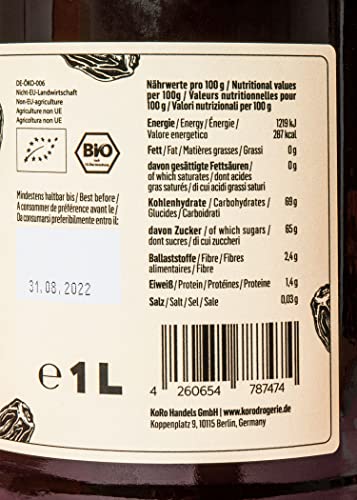 DE-ÖKO-006
Nicht-EU-Landwirtschaft
Non-EU-agriculture
Agriculture non UE
Agricoltura non UE
BiO
Mindestens haltbar bis / Best before /
A consommer de préférence avant le /
Da consumarsi preferibilmente entro il:
31.08.2022
e 1 L
Nährwerte pro 100 g / Nutritional values
per 100g / Valeurs nutritionnelles pour
100 g / Valori nutrizionali per 100 g
Energie / Energy / Énergie / 1219 kJ
Valore energetico 287 kcal
Fett / Fat / Matières grasses / Grassi 0g
davon gesättigte Fettsäuren / 0g
of which saturates / dont acides
gras saturés / di cui acidi grassi saturi
Kohlenhydrate / Carbohydrates / 69 g
Glucides / Carboidrati
davon Zucker / of which sugars / 65g
dont sucres / di cui zuccheri
Ballaststoffe / Fibre / Fibres 2,4g
alimentaires / Fibre
Eiweiß / Protein / Protéines / Proteine 1,4g
Salz / Salt / Sel / Sale 0,03 g
4 260654 787474
KoRo Handels GmbH | www.korodrogerie.de
Koppenplatz 9, 10115 Berlin, Germany